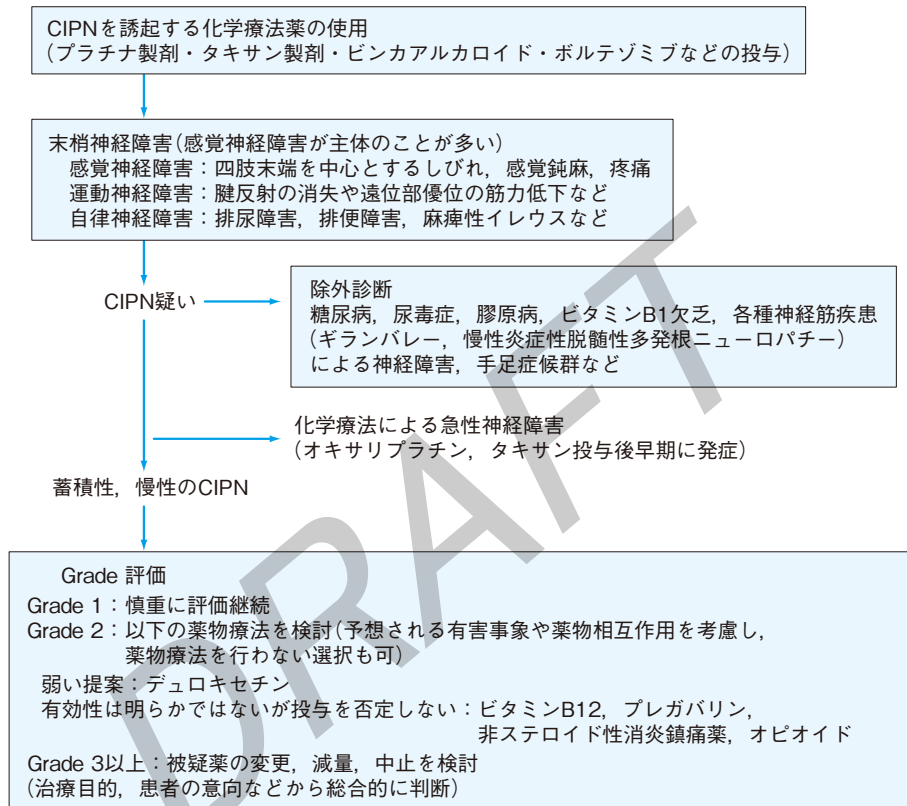 CIPNを誘起する化学療法薬の使用
(プラチナ製剤・タキサン製剤・ビンカアルカロイド・ボルテゾミブなどの投与)
末梢神経障害(感覚神経障害が主体のことが多い)
感覚神経障害：四肢末端を中心とするしびれ，感覚鈍麻，疼痛
運動神経障害：腱反射の消失や遠位部優位の筋力低下など
自律神経障害：排尿障害，排便障害，麻痺性イレウスなど
CIPN疑い
除外診断
糖尿病，尿毒症，膠原病，ビタミンB1欠乏，各種神経筋疾患
(ギランバレー，慢性炎症性脱髄性多発根ニューロパチー)
による神経障害，手足症候群など
化学療法による急性神経障害
(オキサリプラチン，タキサン投与後早期に発症)
蓄積性，慢性のCIPN
Grade 評価
Grade 1：慎重に評価継続
Grade 2：以下の薬物療法を検討(予想される有害事象や薬物相互作用を考慮し，
薬物療法を行わない選択も可)
弱い提案：デュロキセチン
有効性は明らかではないが投与を否定しない：ビタミンB12，プレガバリン，
非ステロイド性消炎鎮痛薬，オピオイド
Grade 3以上：被疑薬の変更，減量，中止を検討
(治療目的，患者の意向などから総合的に判断)
DRAFT